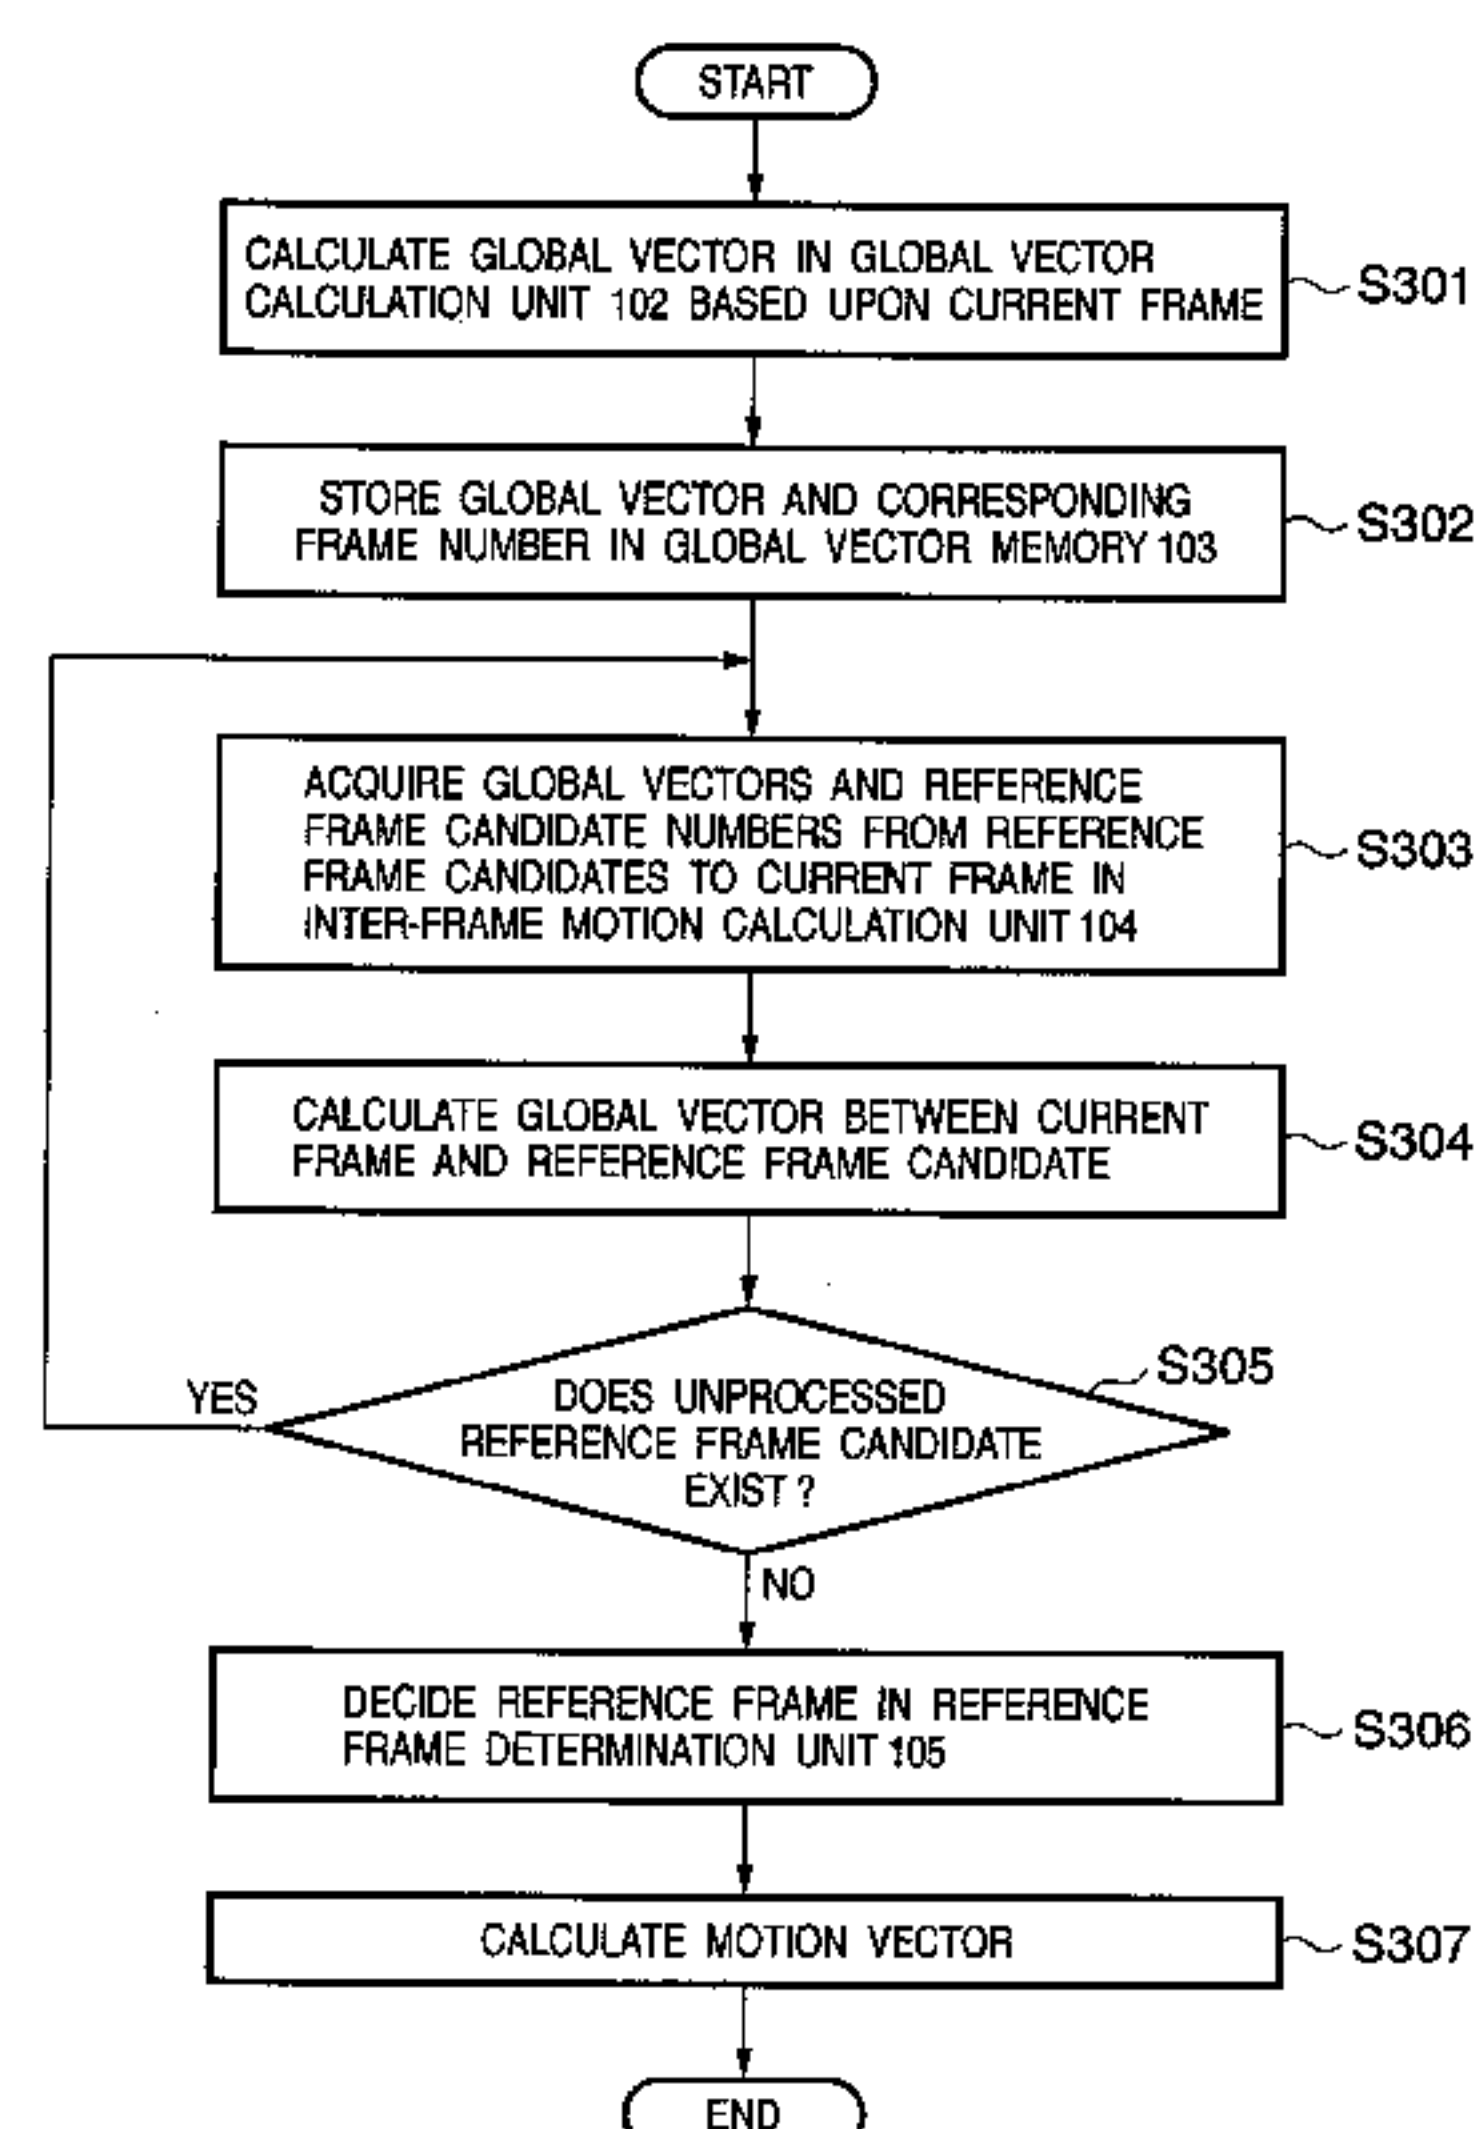 START
CALCULATE GLOBAL VECTOR IN GLOBAL VECTOR
CALCULATION UNIT 102 BASED UPON CURRENT FRAME
S301
STORE GLOBAL VECTOR AND CORRESPONDING
FRAME NUMBER IN GLOBAL VECTOR MEMORY 103
S302
ACQUIRE GLOBAL VECTORS AND REFERENCE
FRAME CANDIDATE NUMBERS FROM REFERENCE
FRAME CANDIDATES TO CURRENT FRAME IN
INTER-FRAME MOTION CALCULATION UNIT 104
S303
CALCULATE GLOBAL VECTOR BETWEEN CURRENT
FRAME AND REFERENCE FRAME CANDIDATE
S304
S305
YES
DOES UNPROCESSED
REFERENCE FRAME CANDIDATE
EXIST ?
NO
DECIDE REFERENCE FRAME IN REFERENCE
FRAME DETERMINATION UNIT 105
S306
CALCULATE MOTION VECTOR
S307
END